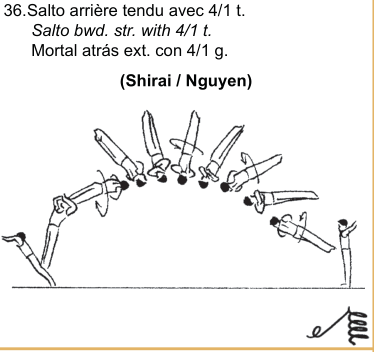 36.Salto arrière tendu avec 4/1 t.
Salto bwd. str. with 4/1 t.
Mortal atrás ext. con 4/1 g.
(Shirai / Nguyen)